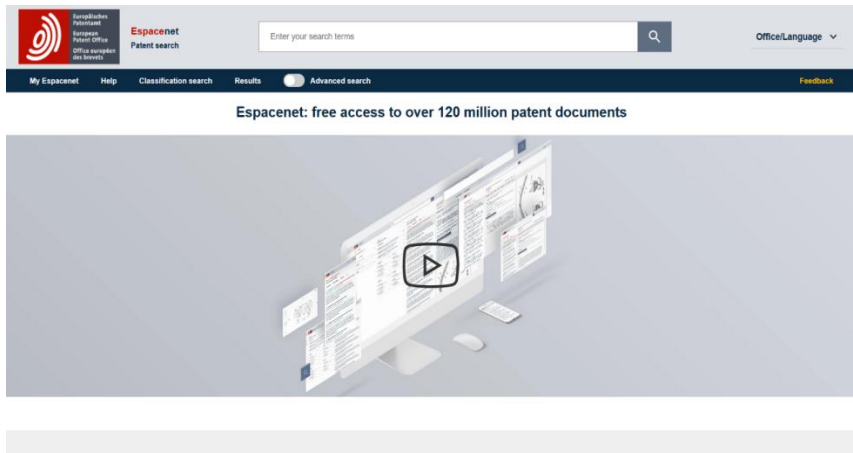 Europäisches
Patentamt
European
Patent Office
Office européen
des brevets
Espacenet
Patent search
Enter your search terms
Office/Language
My Espacenet Help Classification search Results Advanced search Feedback
Espacenet: free access to over 120 million patent documents